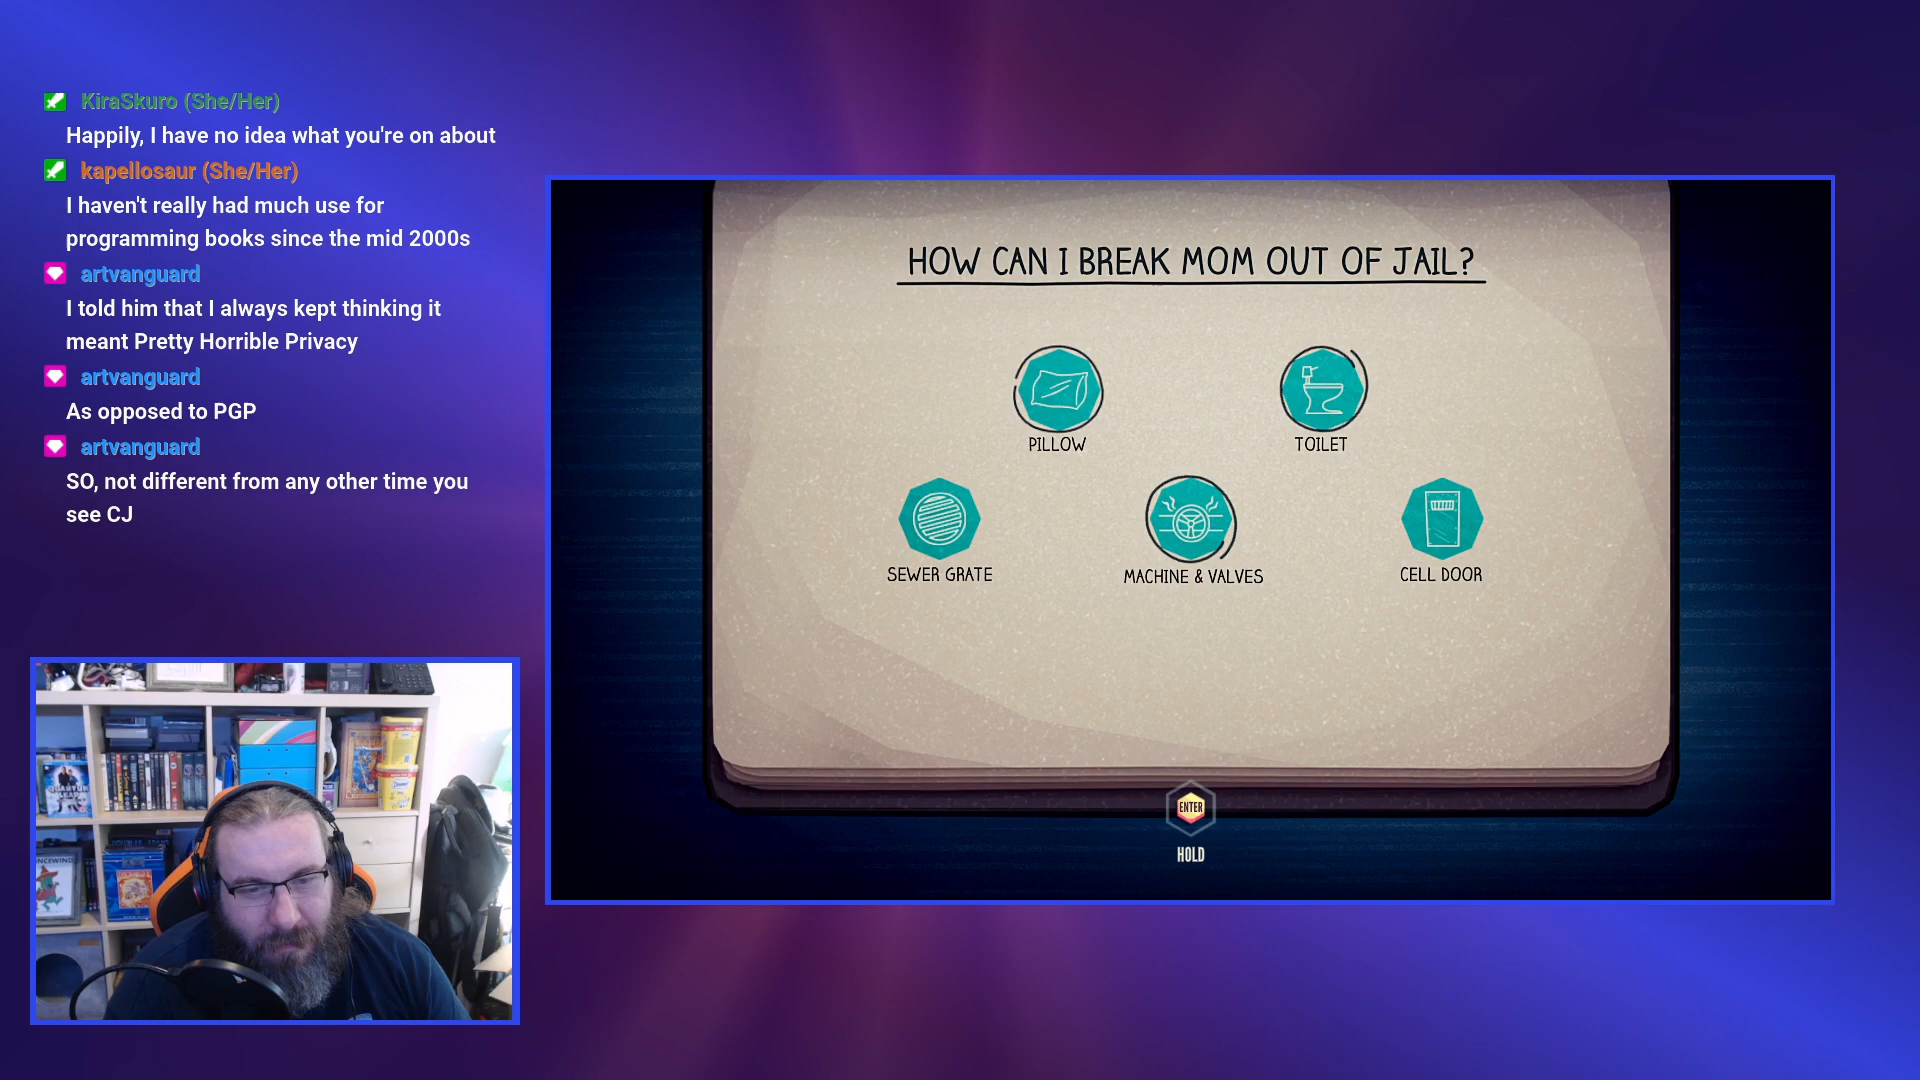 KiraSkuro (She/Her)
Happily, I have no idea what you're on about
kapellosaur (She/Her)
I haven't really had much use for
programming books since the mid 2000s
artvanguard
I told him that I always kept thinking it
meant Pretty Horrible Privacy
artvanguard
As opposed to PGP
artvanguard
SO, not different from any other time you
see CJ
HOW CAN I BREAK MOM OUT OF JAIL?
PILLOW
TOILET
SEWER GRATE
MACHINE & VALVES
CELL DOOR
ENTER
HOLD
QUANTUM
LEAP